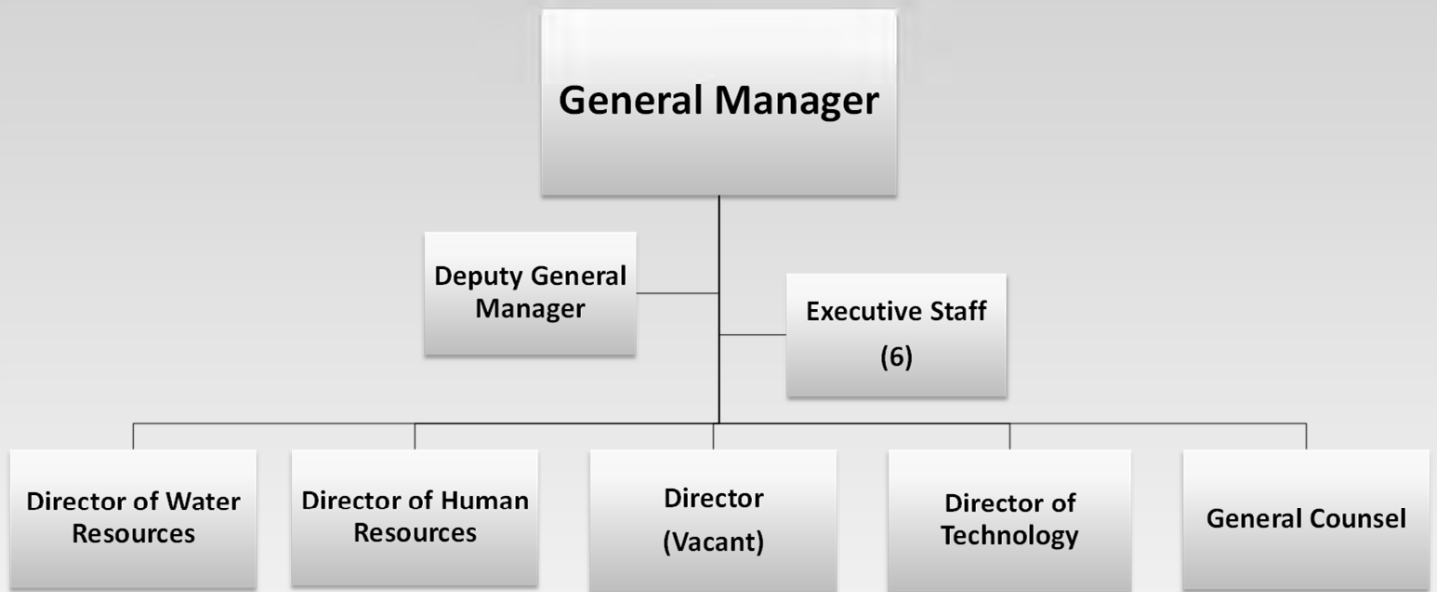 General Manager
Deputy General
Manager
Executive Staff
(6)
Director of Water
Resources
Director of Human
Resources
Director
(Vacant)
Director of
Technology
General Counsel